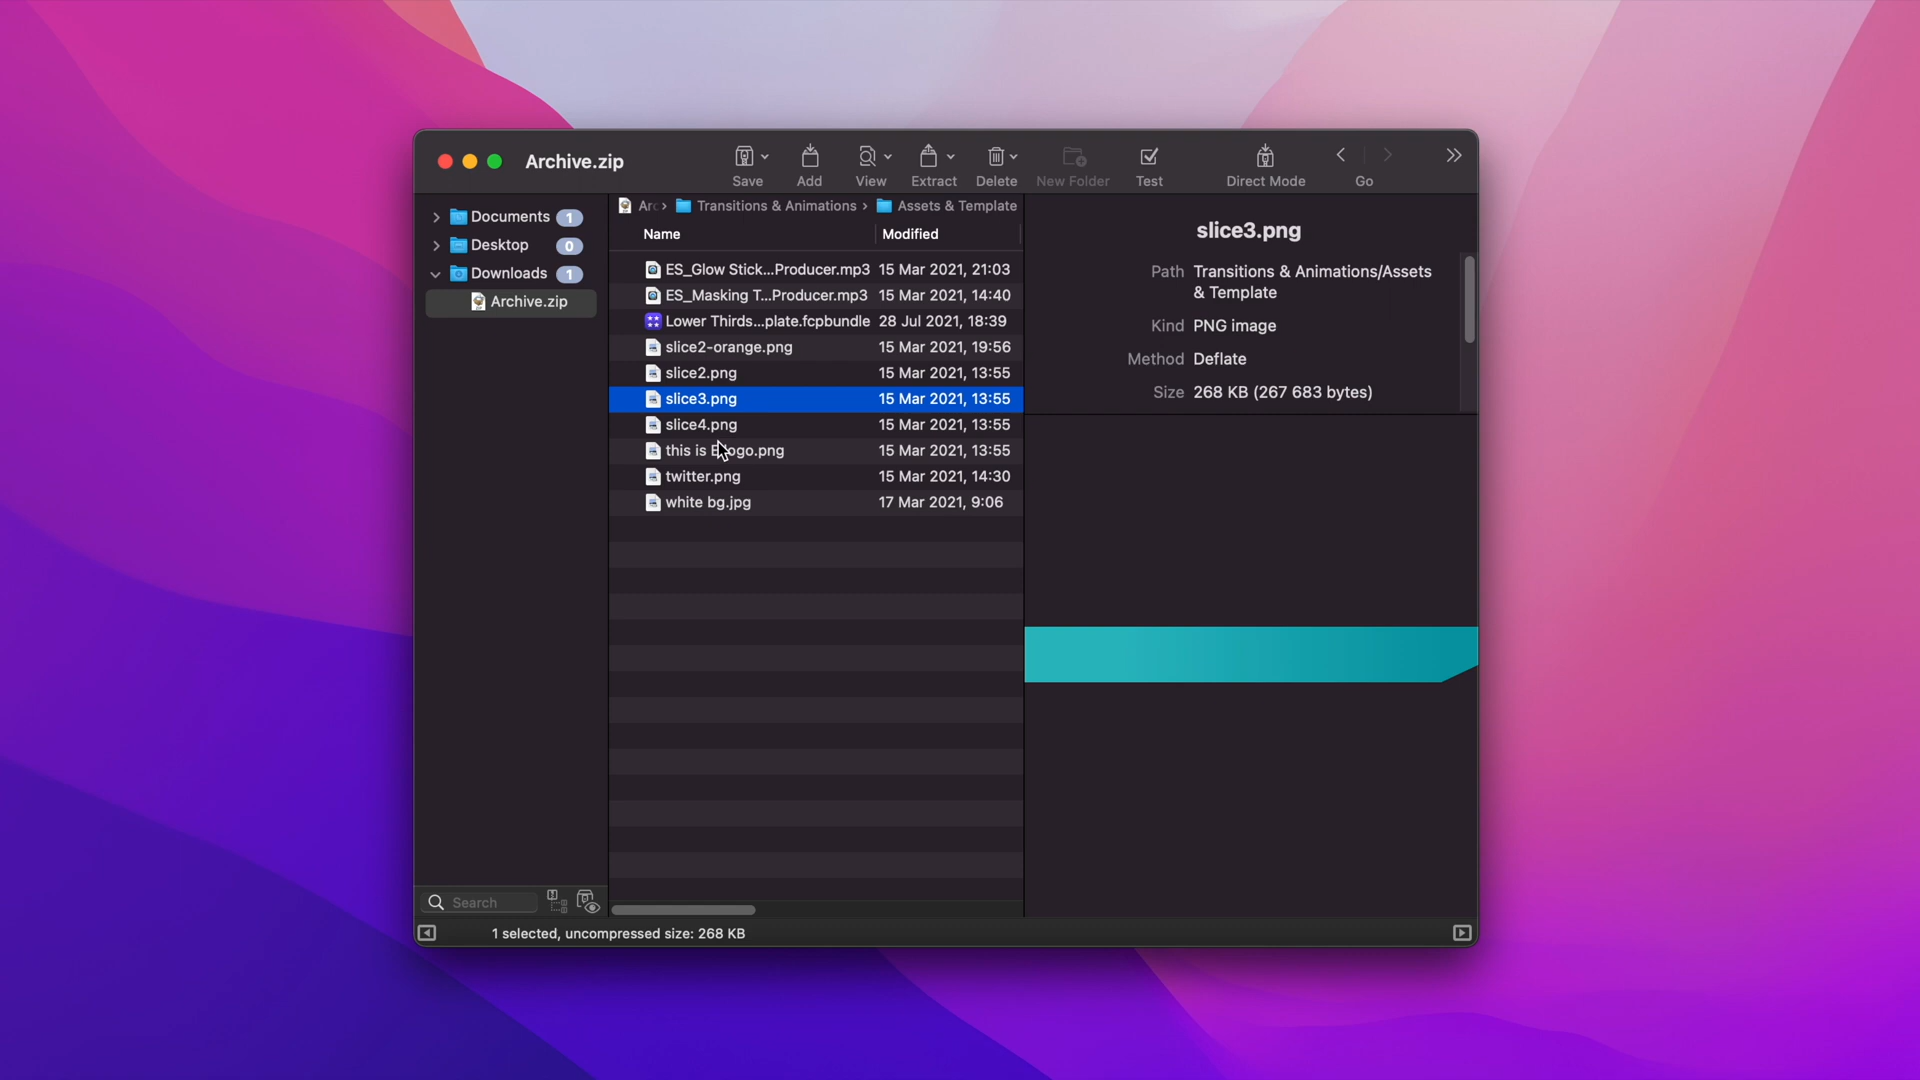 Archive.zip
Save
Add
View
Extract
Delete
New Folder
Test
Direct Mode
Go
Documents 1
Desktop 0
Downloads 1
Archive.zip
Arc > Transitions & Animations > Assets & Template
Name Modified
ES_Glow Stick...Producer.mp3 15 Mar 2021, 21:03
ES_Masking T...Producer.mp3 15 Mar 2021, 14:40
Lower Thirds...plate.fcpbundle 28 Jul 2021, 18:39
slice2-orange.png 15 Mar 2021, 19:56
slice2.png 15 Mar 2021, 13:55
slice3.png 15 Mar 2021, 13:55
slice4.png 15 Mar 2021, 13:55
this is 15 Mar 2021, 13:55
twitter.png 15 Mar 2021, 14:30
white bg.jpg 17 Mar 2021, 9:06
slice3.png
Path Transitions & Animations/Assets
& Template
Kind PNG image
Method Deflate
Size 268 KB (267 683 bytes)
Search
1 selected, uncompressed size: 268 KB